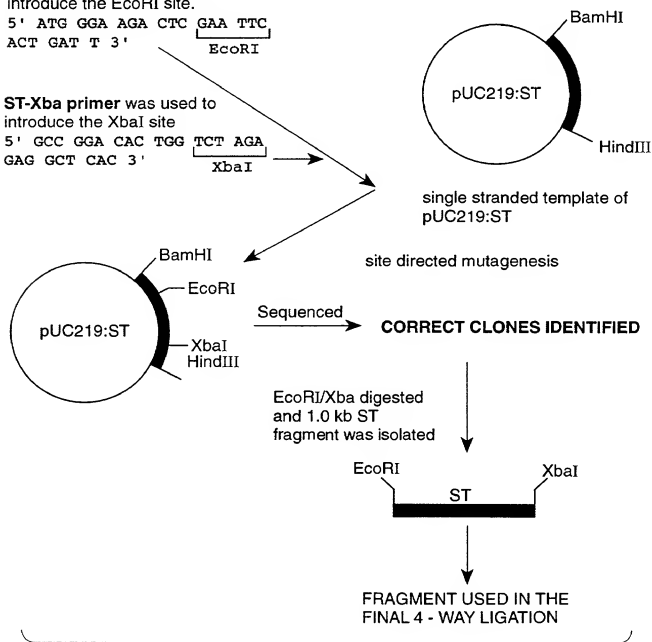 introduce the EcoRI site.
5' ATG GGA AGA CTC GAA TTC
ACT GAT T 3'
EcoRI
ST-Xba primer was used to
introduce the XbaI site
5' GCC GGA CAC TGG TCT AGA
GAG GCT CAC 3'
XbaI
BamHI
pUC219:ST
HindIII
single stranded template of
pUC219:ST
site directed mutagenesis
BamHI
EcoRI
pUC219:ST
XbaI
HindIII
Sequenced
CORRECT CLONES IDENTIFIED
EcoRI/Xba digested
and 1.0 kb ST
fragment was isolated
EcoRI
XbaI
ST
FRAGMENT USED IN THE
FINAL 4 - WAY LIGATION